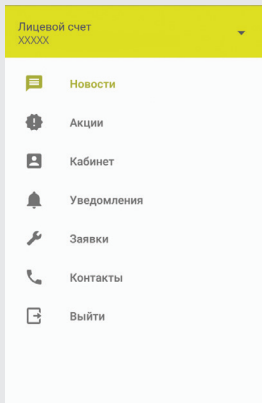 Лицевой счет
XXXXX
Новости
Акции
Кабинет
Уведомления
Заявки
Контакты
Выйти